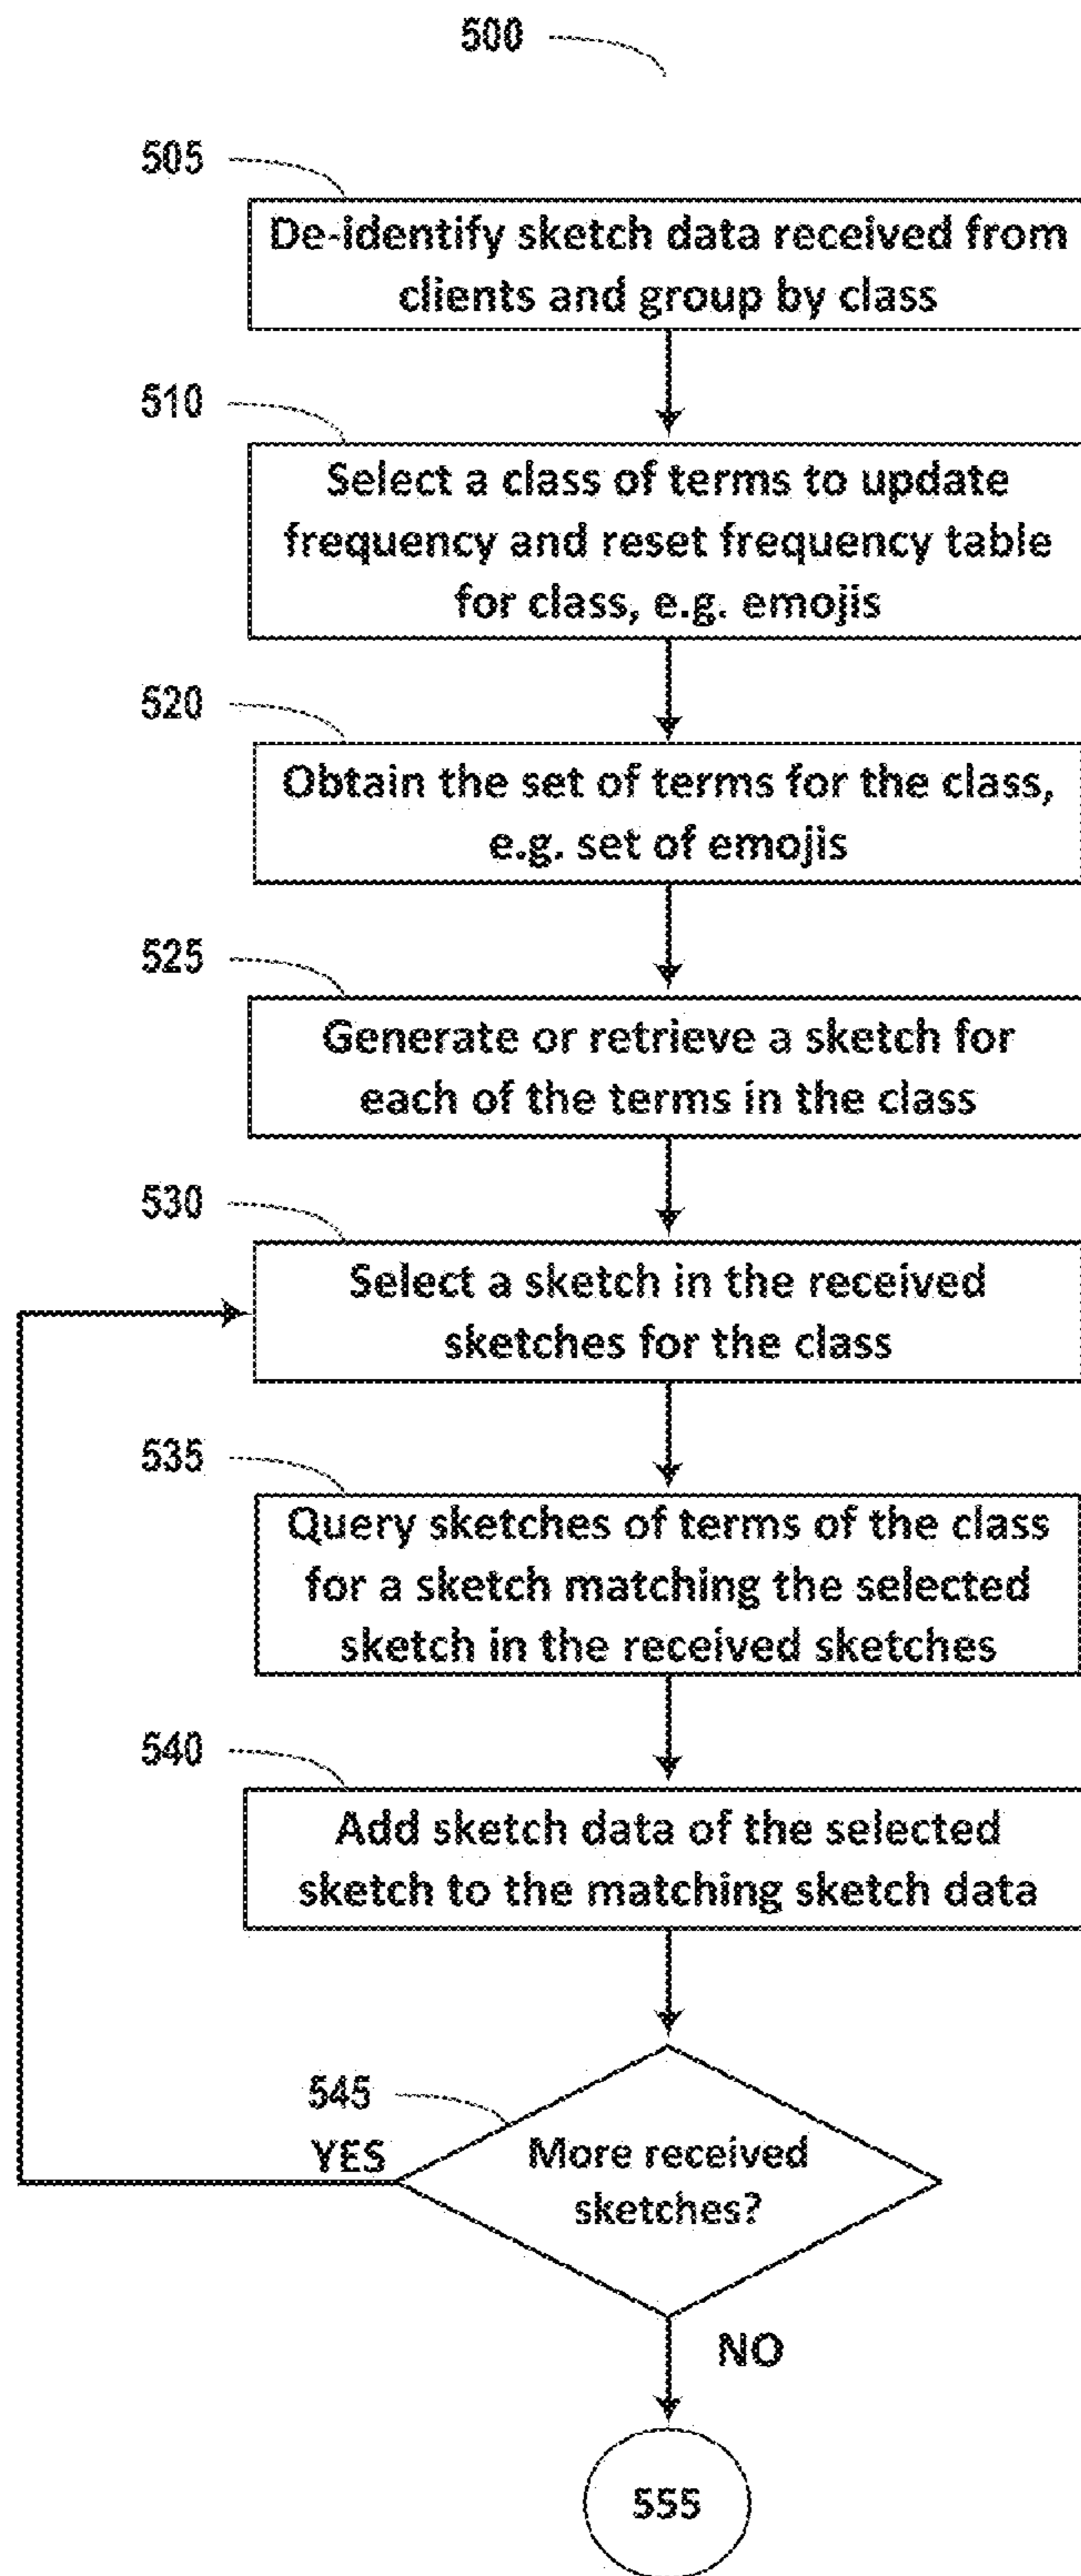 500
505
De-identify sketch data received from
clients and group by class
510
Select a class of terms to update
frequency and reset frequency table
for class, e.g. emojis
520
Obtain the set of terms for the class,
e.g. set of emojis
525
Generate or retrieve a sketch for
each of the terms in the class
530
Select a sketch in the received
sketches for the class
535
Query sketches of terms of the class
for a sketch matching the selected
sketch in the received sketches
540
Add sketch data of the selected
sketch to the matching sketch data
545
YES
More received
sketches?
NO
555